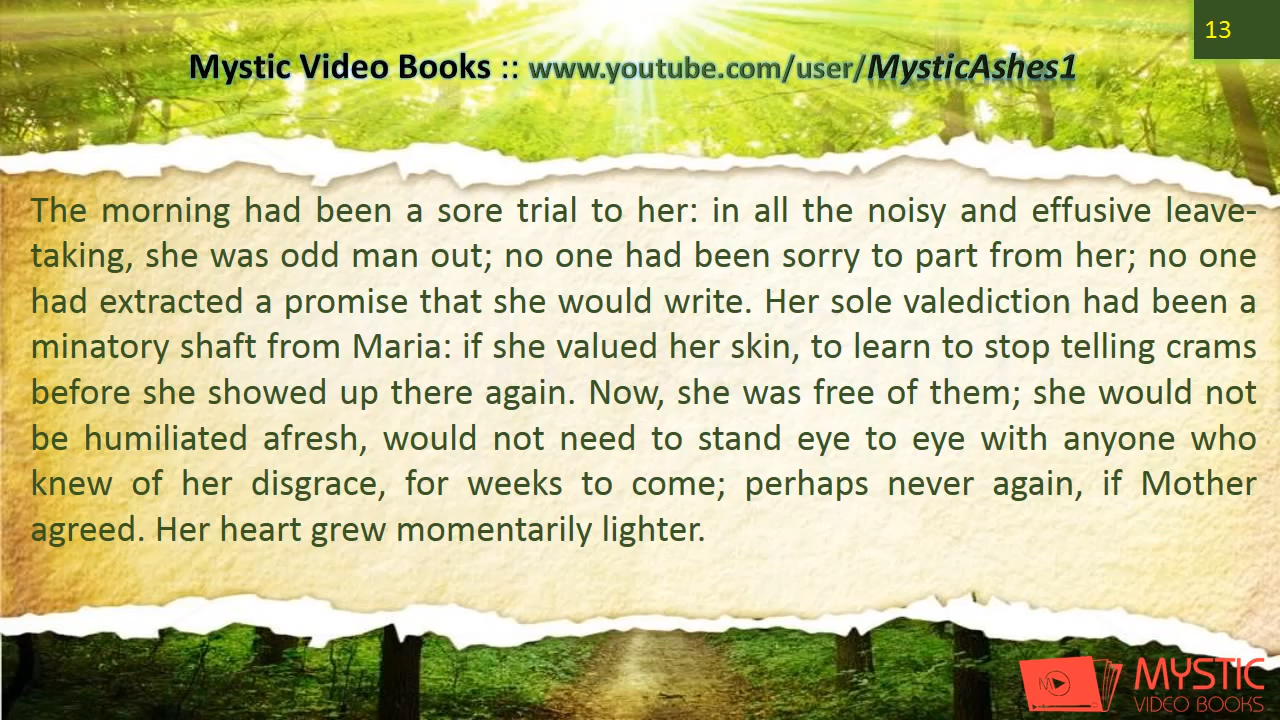 13
Mystic Video Books :: www.youtube.com/user/MysticAshes1
The morning had been a sore trial to her: in all the noisy and effusive leave-
taking, she was odd man out; no one had been sorry to part from her; no one
had extracted a promise that she would write. Her sole valediction had been a
minatory shaft from Maria: if she valued her skin, to learn to stop telling crams
before she showed up there again. Now, she was free of them; she would not
be humiliated afresh, would not need to stand eye to eye with anyone who
knew of her disgrace, for weeks to come; perhaps never again, if Mother
agreed. Her heart grew momentarily lighter.
MYSTIC
VIDEO BOOKS